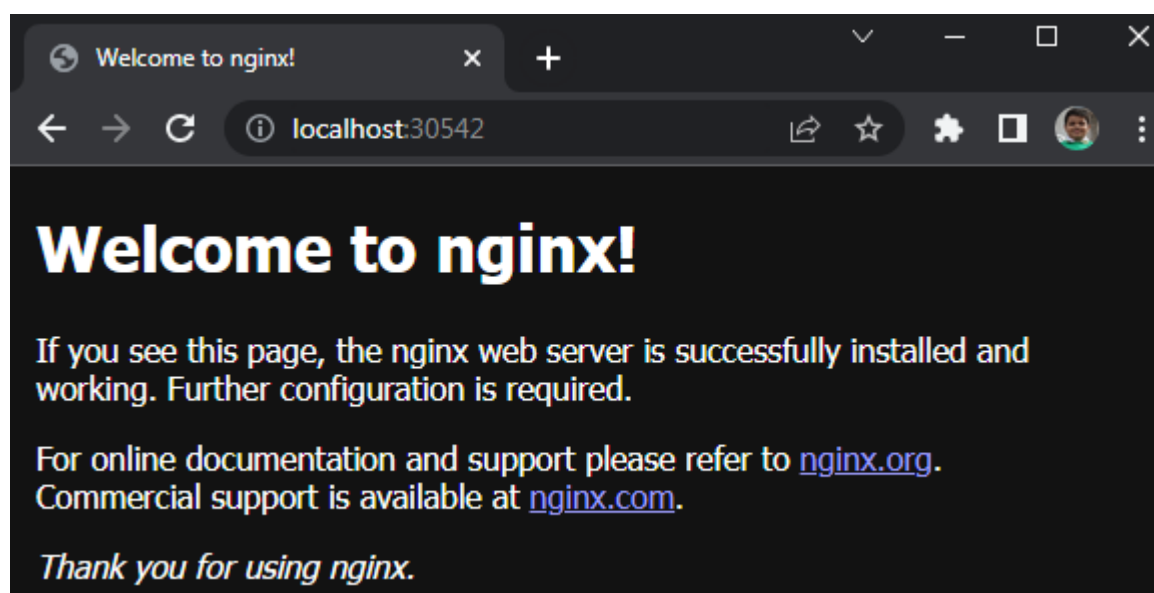 Welcome to nginx!
localhost:30542
Welcome to nginx!
If you see this page, the nginx web server is successfully installed and
working. Further configuration is required.
For online documentation and support please refer to nginx.org.
Commercial support is available at nginx.com.
Thank you for using nginx.